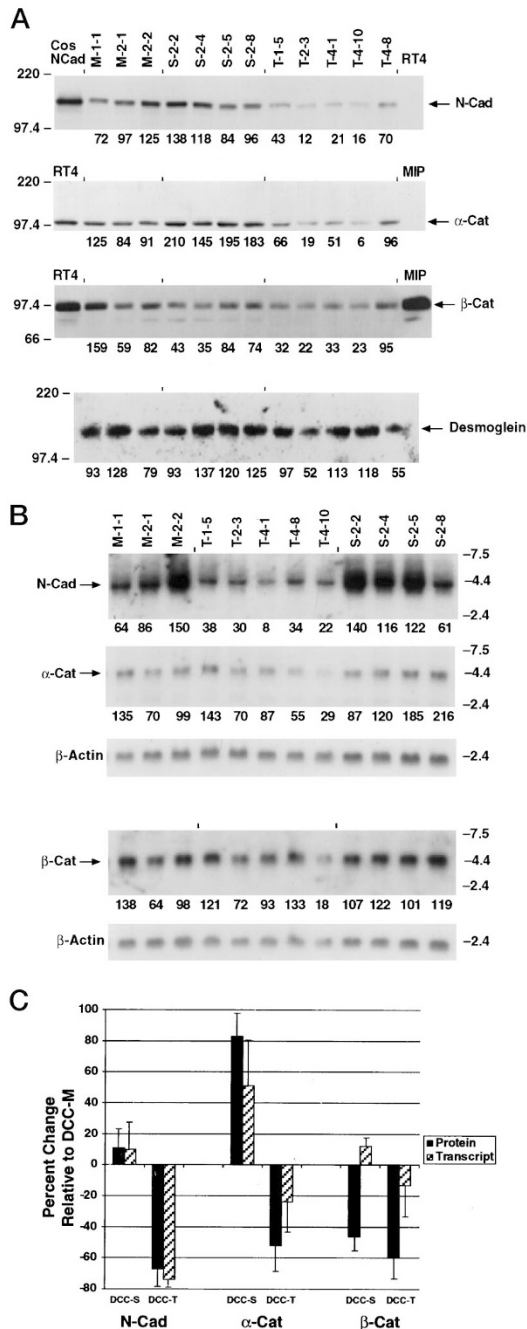 A
Cos NCad M-1-1 M-2-1 M-2-2 S-2-2 S-2-4 S-2-5 S-2-8 T-1-5 T-2-3 T-4-1 T-4-10 T-4-8 RT4
220 –
97.4 –
N-Cad
72 97 125 138 118 84 96 43 12 21 16 70
RT4 MIP
220 –
97.4 –
α-Cat
125 84 91 210 145 195 183 66 19 51 6 96
RT4 MIP
97.4 –
β-Cat
66 –
159 59 82 43 35 84 74 32 22 33 23 95
220 –
Desmoglein
97.4 –
93 128 79 93 137 120 125 97 52 113 118 55
B
M-1-1 M-2-1 M-2-2 T-1-5 T-2-3 T-4-1 T-4-8 T-4-10 S-2-2 S-2-4 S-2-5 S-2-8
–7.5
N-Cad –4.4
–2.4
64 86 150 38 30 8 34 22 140 116 122 61
–7.5
α-Cat –4.4
–2.4
135 70 99 143 70 87 55 29 87 120 185 216
β-Actin –2.4
–7.5
β-Cat –4.4
–2.4
138 64 98 121 72 93 133 18 107 122 101 119
β-Actin –2.4
C
Percent Change
Relative to DCC-M
100
80
60
40
20
0
-20
-40
-60
-80
Protein
Transcript
DCC-S DCC-T DCC-S DCC-T DCC-S DCC-T
N-Cad α-Cat β-Cat